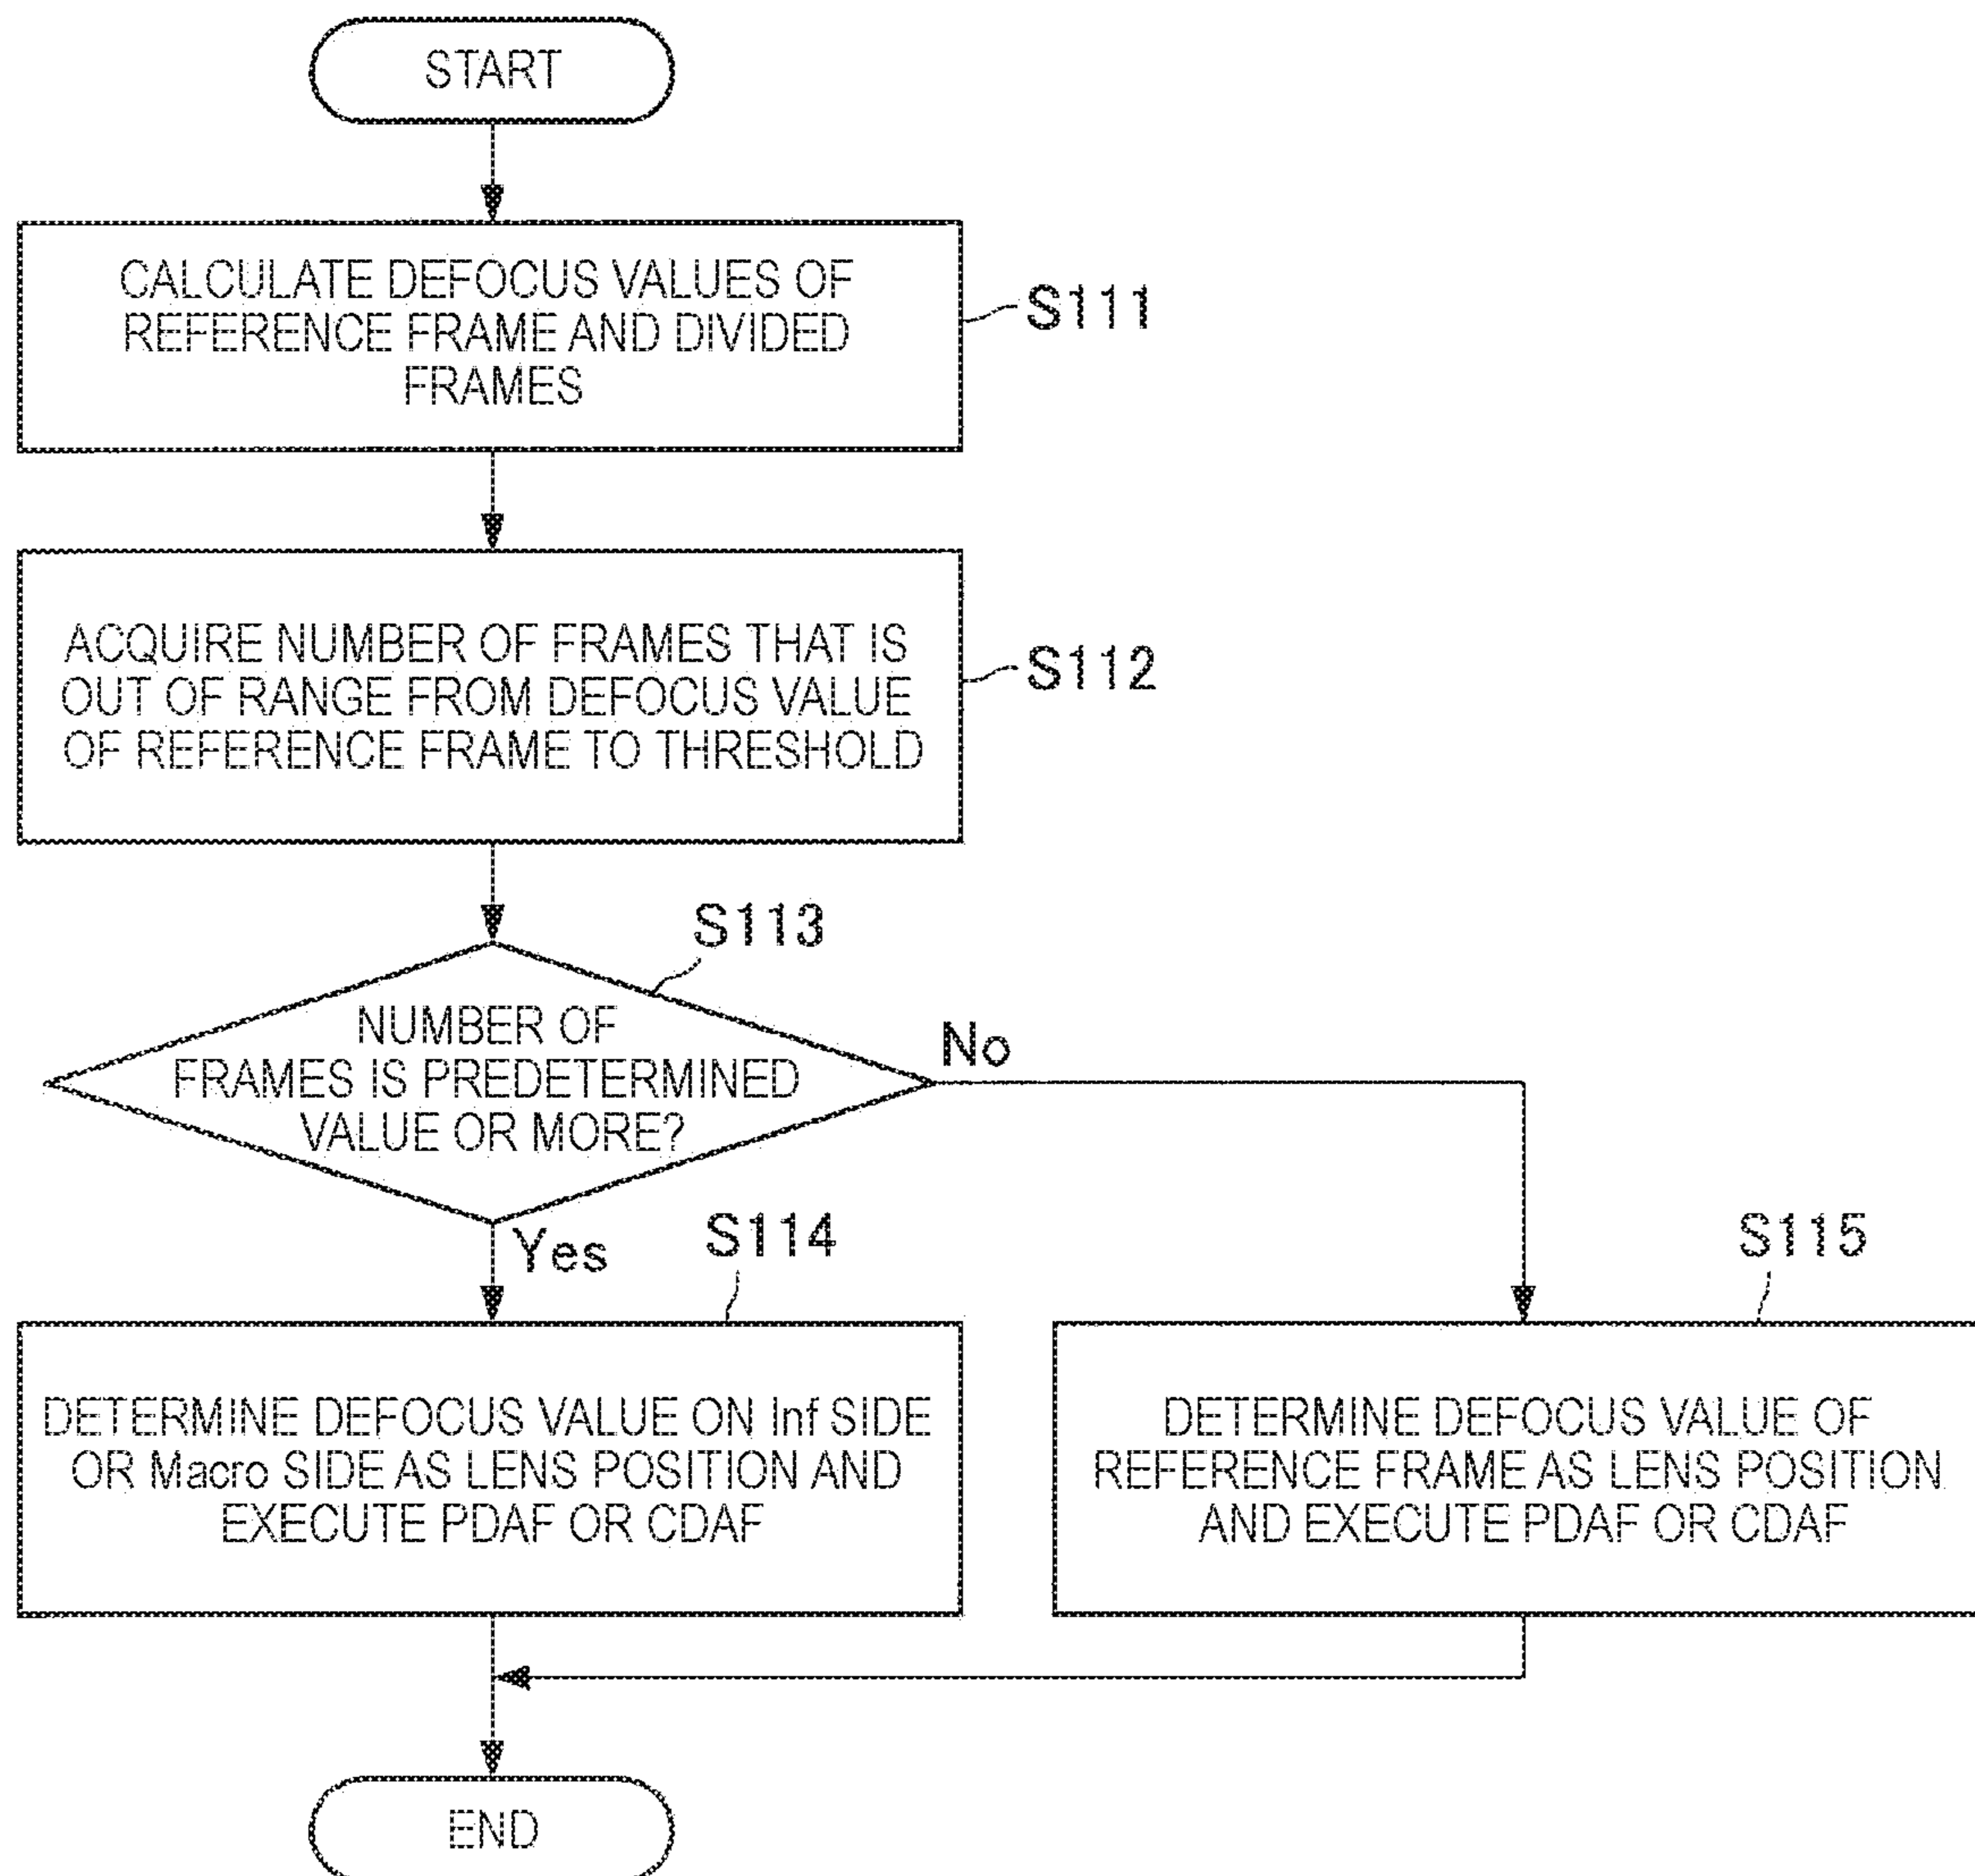 START
CALCULATE DEFOCUS VALUES OF
REFERENCE FRAME AND DIVIDED
FRAMES
S111
ACQUIRE NUMBER OF FRAMES THAT IS
OUT OF RANGE FROM DEFOCUS VALUE
OF REFERENCE FRAME TO THRESHOLD
S112
S113
NUMBER OF
FRAMES IS PREDETERMINED
VALUE OR MORE?
No
Yes
S114
DETERMINE DEFOCUS VALUE ON Inf SIDE
OR Macro SIDE AS LENS POSITION AND
EXECUTE PDAF OR CDAF
S115
DETERMINE DEFOCUS VALUE OF
REFERENCE FRAME AS LENS POSITION
AND EXECUTE PDAF OR CDAF
END